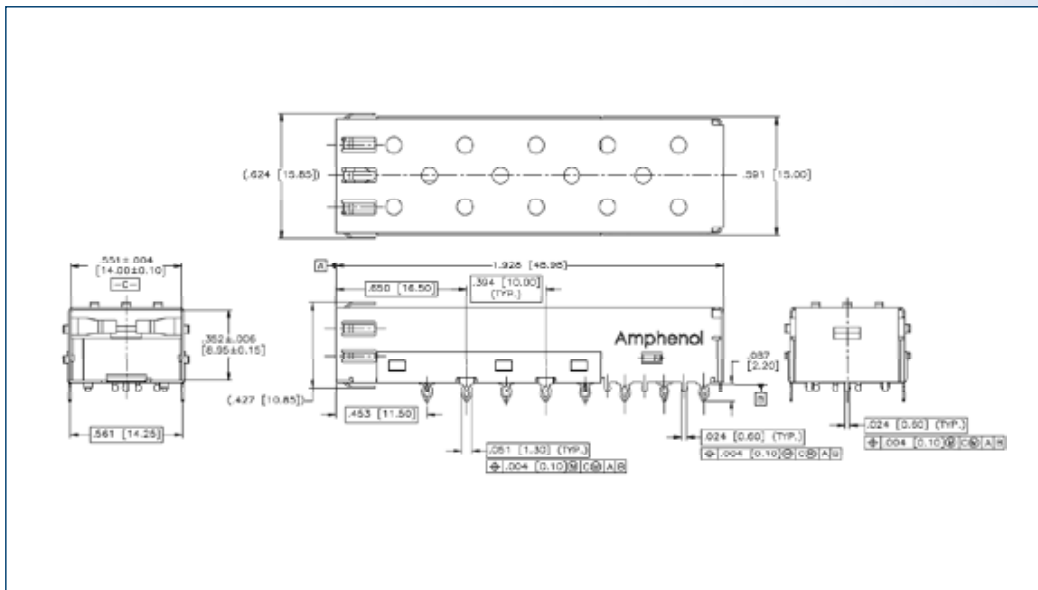 (.624 [15.85])
.591 [15.00]
.551±.004
[14.00±0.10]
-C-
A
1.928 [48.98]
.650 [16.50]
.394 [10.00]
(TYP.)
Amphenol
.352±.006
[8.95±0.15]
.087
[2.20]
(.427 [10.85])
B
.453 [11.50]
.561 [14.25]
.024 [0.60] (TYP.)
.004 [0.10] Ⓜ C Ⓜ A B
.051 [1.30] (TYP.)
.004 [0.10] Ⓜ C Ⓜ A B
.024 [0.60] (TYP.)
.004 [0.10] Ⓜ C Ⓜ A B